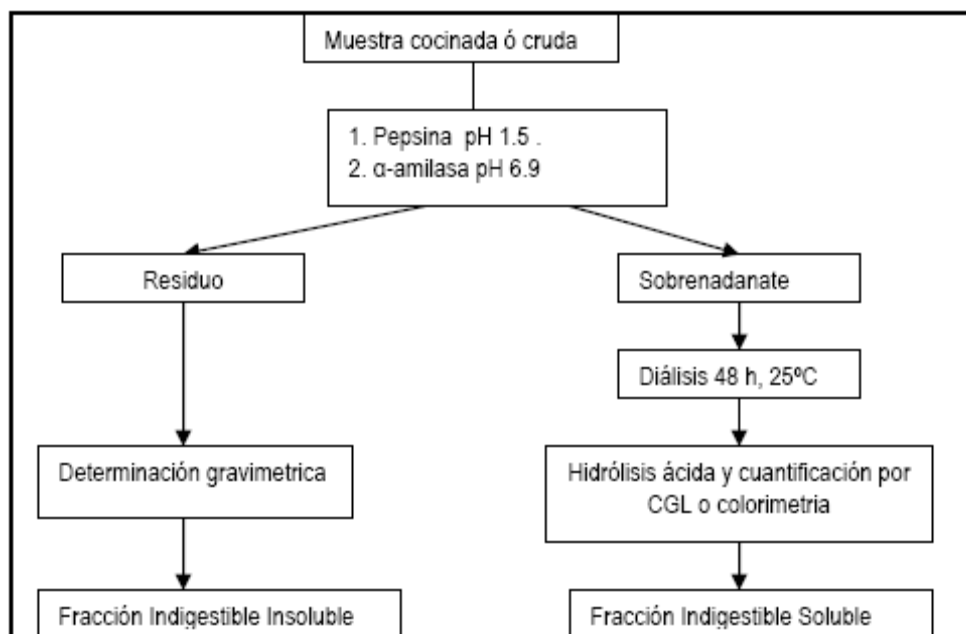 Muestra cocinada ó cruda
1. Pepsina pH 1.5 .
2. α-amilasa pH 6.9
Residuo
Sobrenadanate
Diálisis 48 h, 25ºC
Determinación gravimetrica
Hidrólisis ácida y cuantificación por
CGL o colorimetria
Fracción Indigestible Insoluble
Fracción Indigestible Soluble